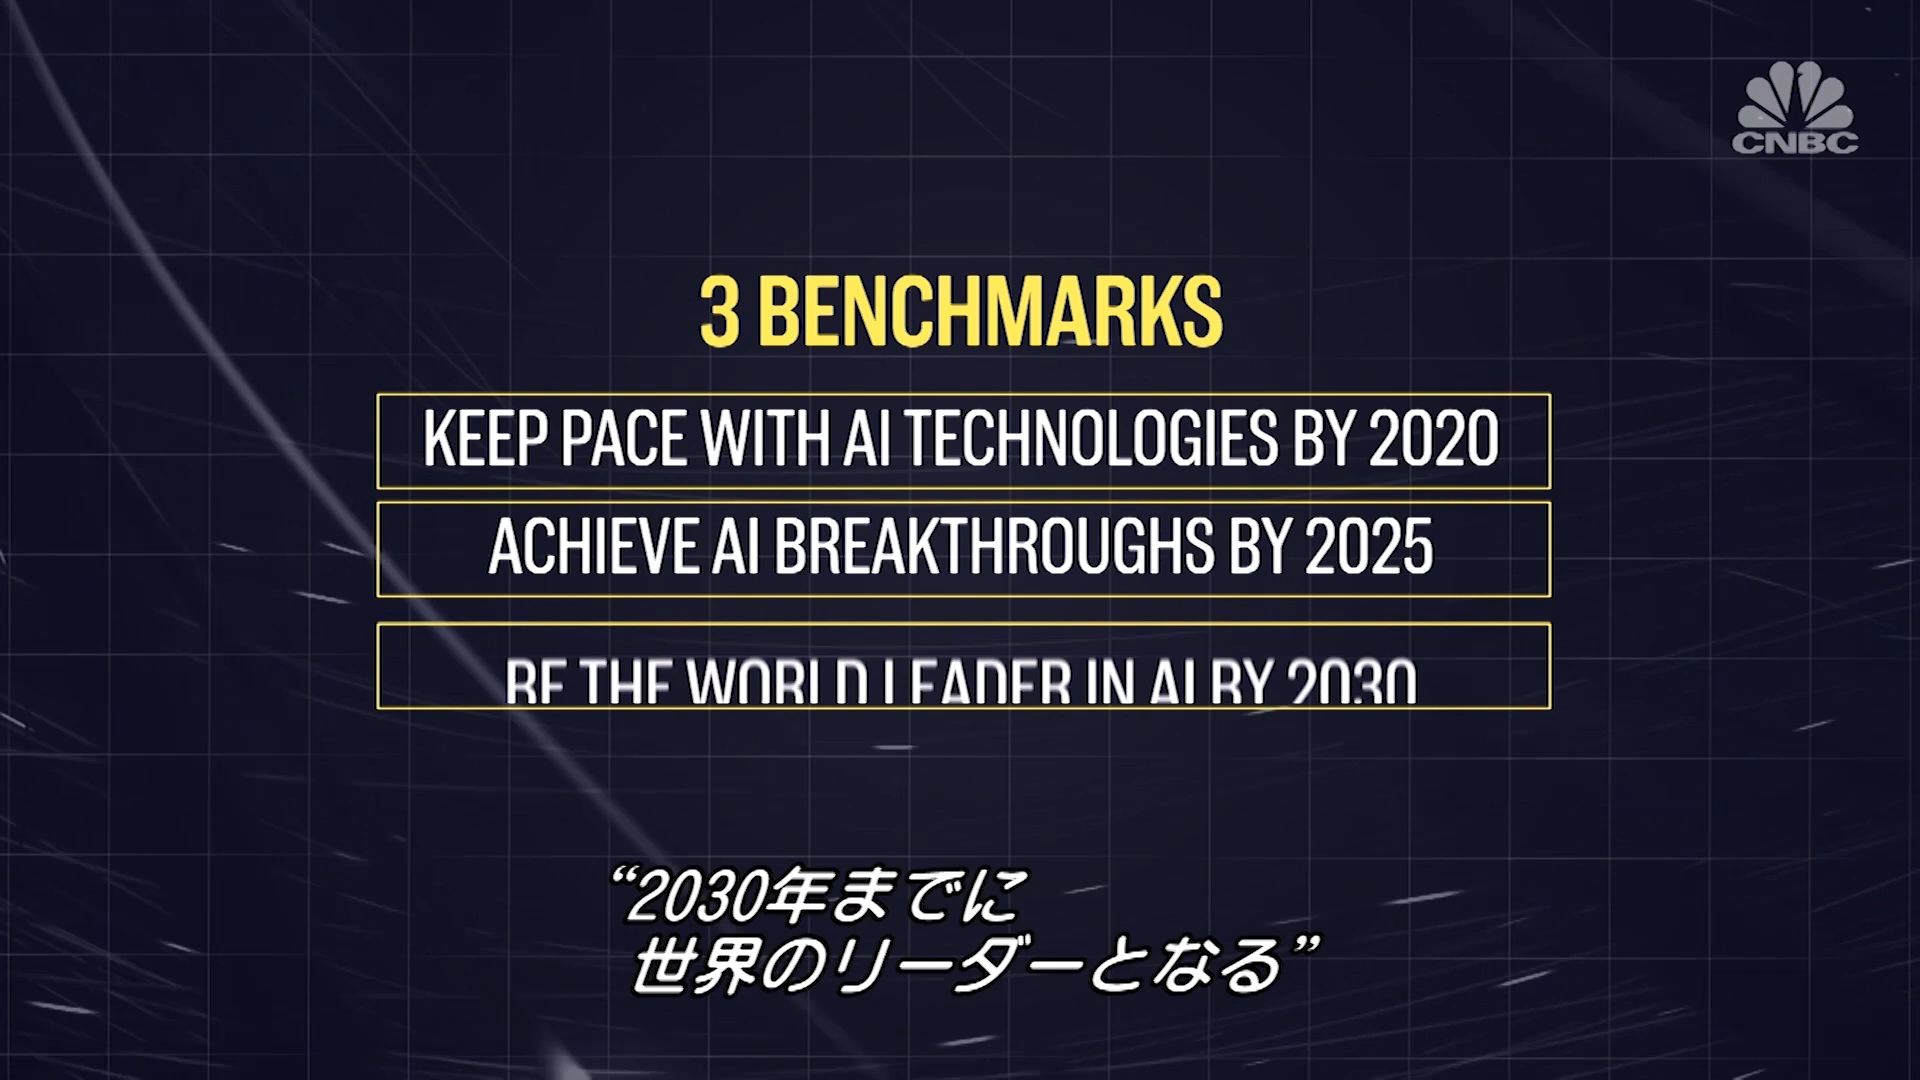 CNBC
3 BENCHMARKS
KEEP PACE WITH AI TECHNOLOGIES BY 2020
ACHIEVE AI BREAKTHROUGHS BY 2025
BE THE WORLD LEADER IN AI BY 2030
“2030年までに
世界のリーダーとなる”